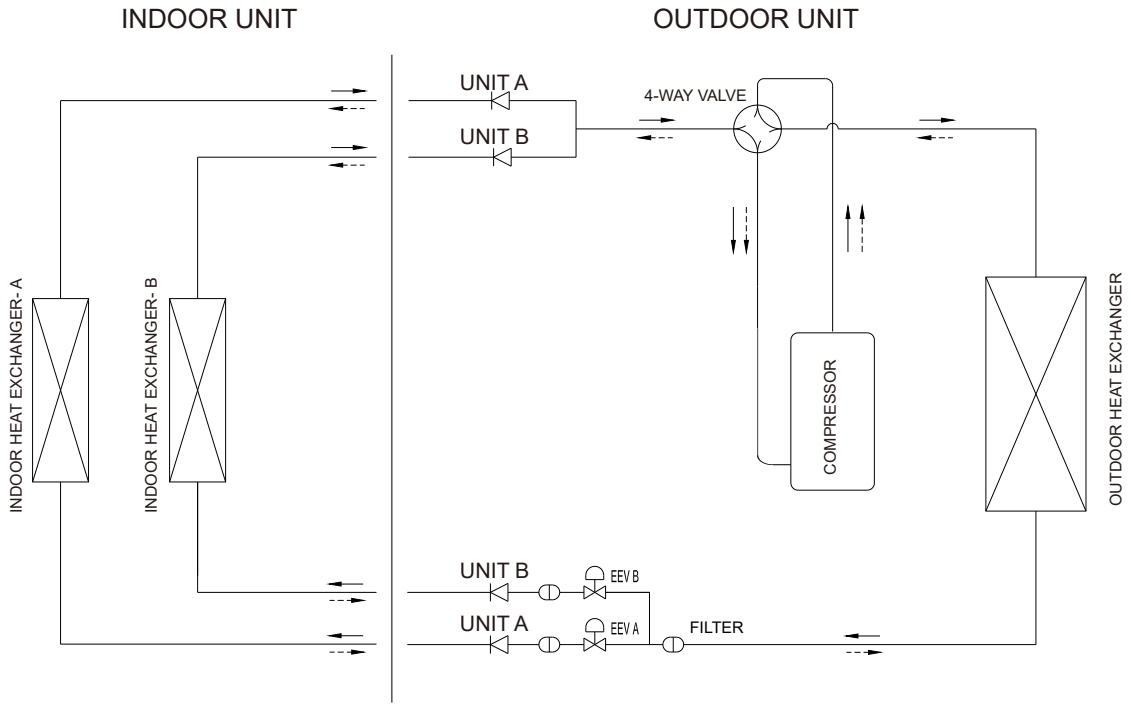 INDOOR UNIT
OUTDOOR UNIT
UNIT A
4-WAY VALVE
UNIT B
INDOOR HEAT EXCHANGER- A
INDOOR HEAT EXCHANGER- B
COMPRESSOR
OUTDOOR HEAT EXCHANGER
UNIT B
EEV B
UNIT A
EEV A
FILTER